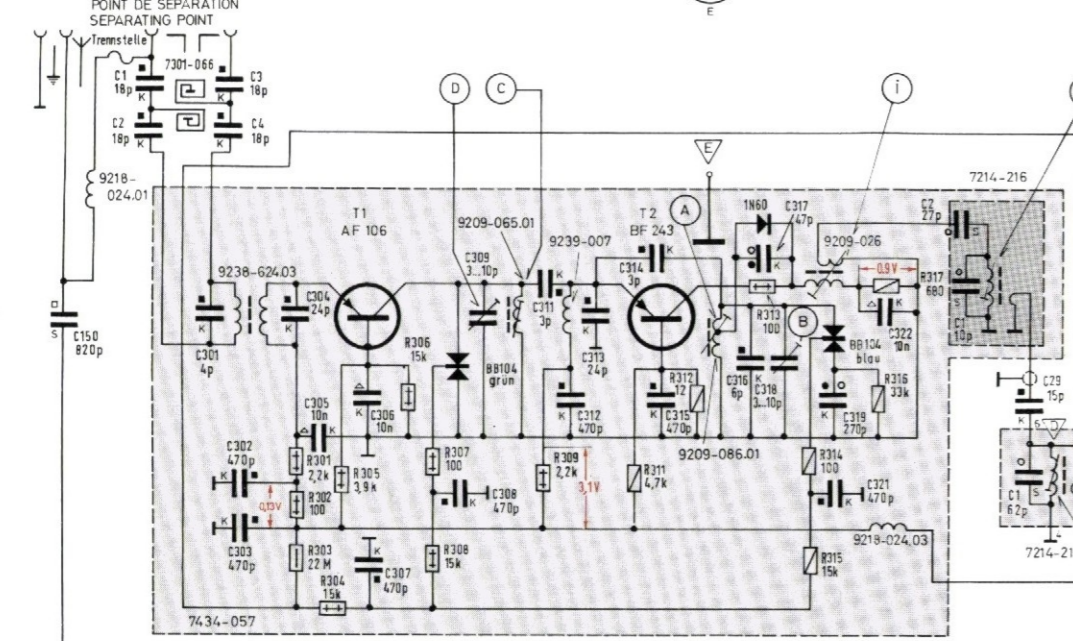 POINT DE SEPARATION
SEPARATING POINT
Trennstelle
7301-066
C1
18p
K
C3
18p
K
C2
18p
K
C4
18p
K
9218-
024.01
E
D
C
i
E
A
B
7214-216
T1
AF 106
9209-065.01
9239-007
T2
BF 243
1N60
C317
47p
K
9209-026
C2
27p
S
0,9V
R317
680
9238-624.03
C304
24p
K
C309
3...10p
K
C311
3p
K
C314
3p
K
R313
100
C322
10n
K
C1
10p
S
C150
820p
S
C301
4p
K
R306
15k
BB104
grün
C313
24p
K
BB104
blau
R312
12
C316
6p
K
C318
3...10p
K
R316
33k
C29
15p
K
C305
10n
K
C306
10n
K
C312
470p
K
C315
470p
K
C319
270p
K
9209-086.01
C302
470p
K
R301
2,2k
R305
3,9k
R307
100
R309
2,2k
3,1V
R311
4,7k
R314
100
0,13V
R302
100
C308
470p
K
C321
470p
K
C1
62p
S
C303
470p
K
R303
22 M
C307
470p
K
R308
15k
R315
15k
9218-024.03
R304
15k
7434-057
4
7214-21